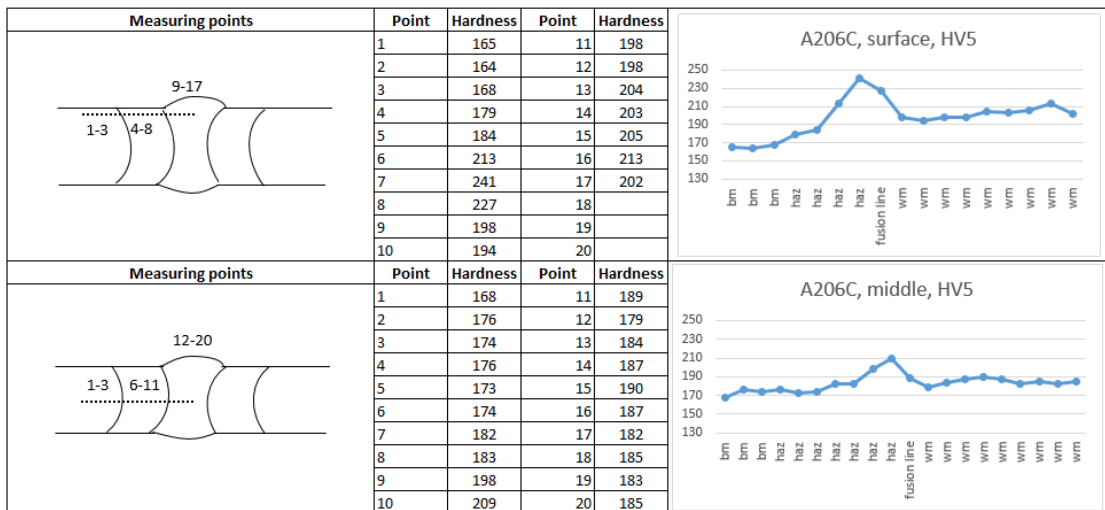 Measuring points Point Hardness Point Hardness
9-17
1-3 4-8
1 165 11 198
2 164 12 198
3 168 13 204
4 179 14 203
5 184 15 205
6 213 16 213
7 241 17 202
8 227 18
9 198 19
10 194 20
A206C, surface, HV5
250
230
210
190
170
150
130
bm bm bm haz haz haz haz fusion line wm wm wm wm wm wm wm wm wm
Measuring points Point Hardness Point Hardness
12-20
1-3 6-11
1 168 11 189
2 176 12 179
3 174 13 184
4 176 14 187
5 173 15 190
6 174 16 187
7 182 17 182
8 183 18 185
9 198 19 183
10 209 20 185
A206C, middle, HV5
250
230
210
190
170
150
130
bm bm bm haz haz haz haz haz haz haz fusion line wm wm wm wm wm wm wm wm wm